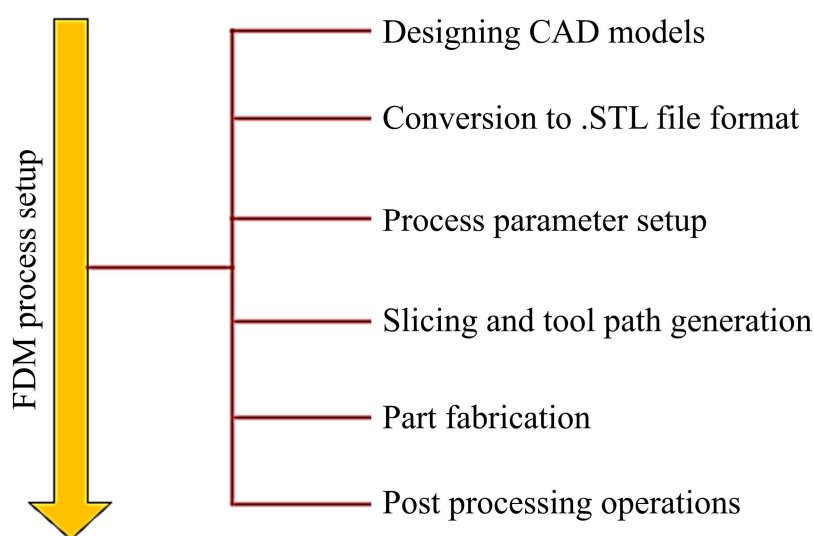 FDM process setup
Designing CAD models
Conversion to .STL file format
Process parameter setup
Slicing and tool path generation
Part fabrication
Post processing operations